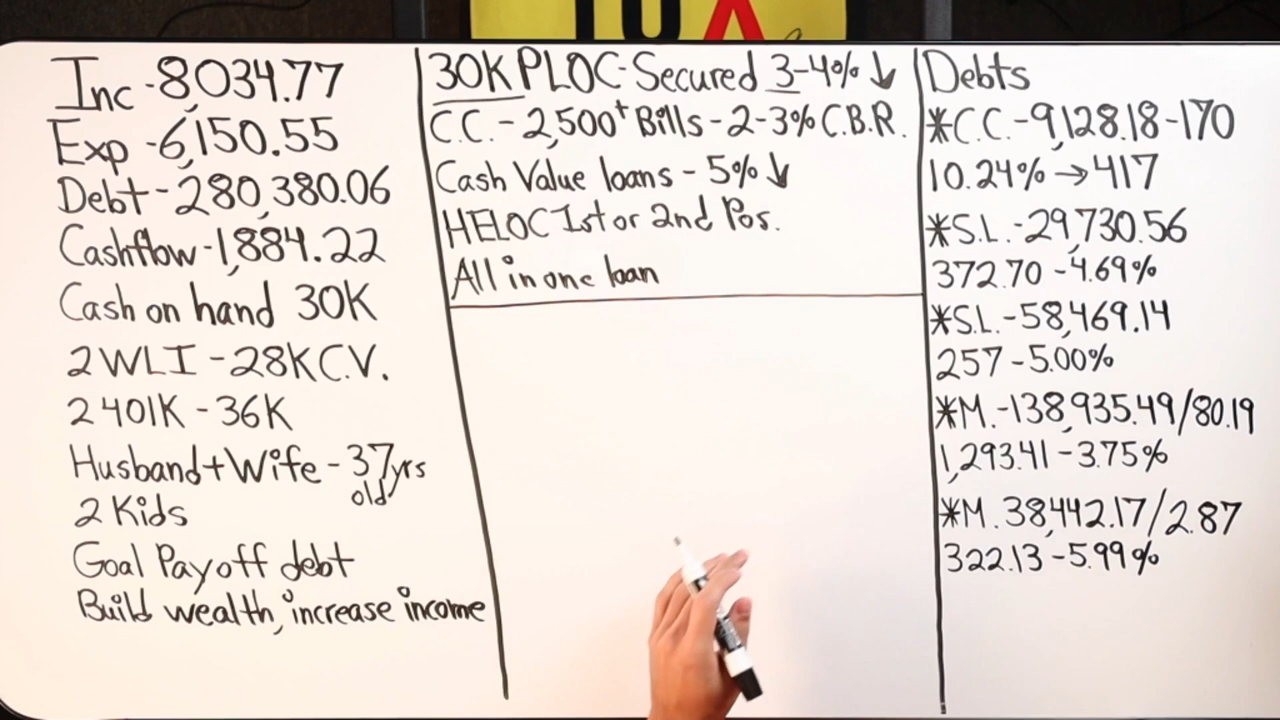 Inc - 8,034.77
Exp - 6,150.55
Debt - 280,380.06
Cashflow - 1,884.22
Cash on hand 30K
2 WLI - 28K C.V.
2 401K - 36K
Husband + Wife - 37yrs old
2 Kids
Goal Payoff debt
Build wealth, increase income
30K PLOC - Secured 3-4% ↓
C.C. - 2,500+ Bills - 2-3% C.B.R.
Cash Value loans - 5% ↓
HELOC 1st or 2nd Pos.
All in one loan
Debts
*C.C. - 9,128.18 - 170
10.24% → 417
*S.L. - 29,730.56
372.70 - 4.69%
*S.L. - 58,469.14
257 - 5.00%
*M. - 138,935.49/80.19
1,293.41 - 3.75%
*M. 38,442.17/2.87
322.13 - 5.99%